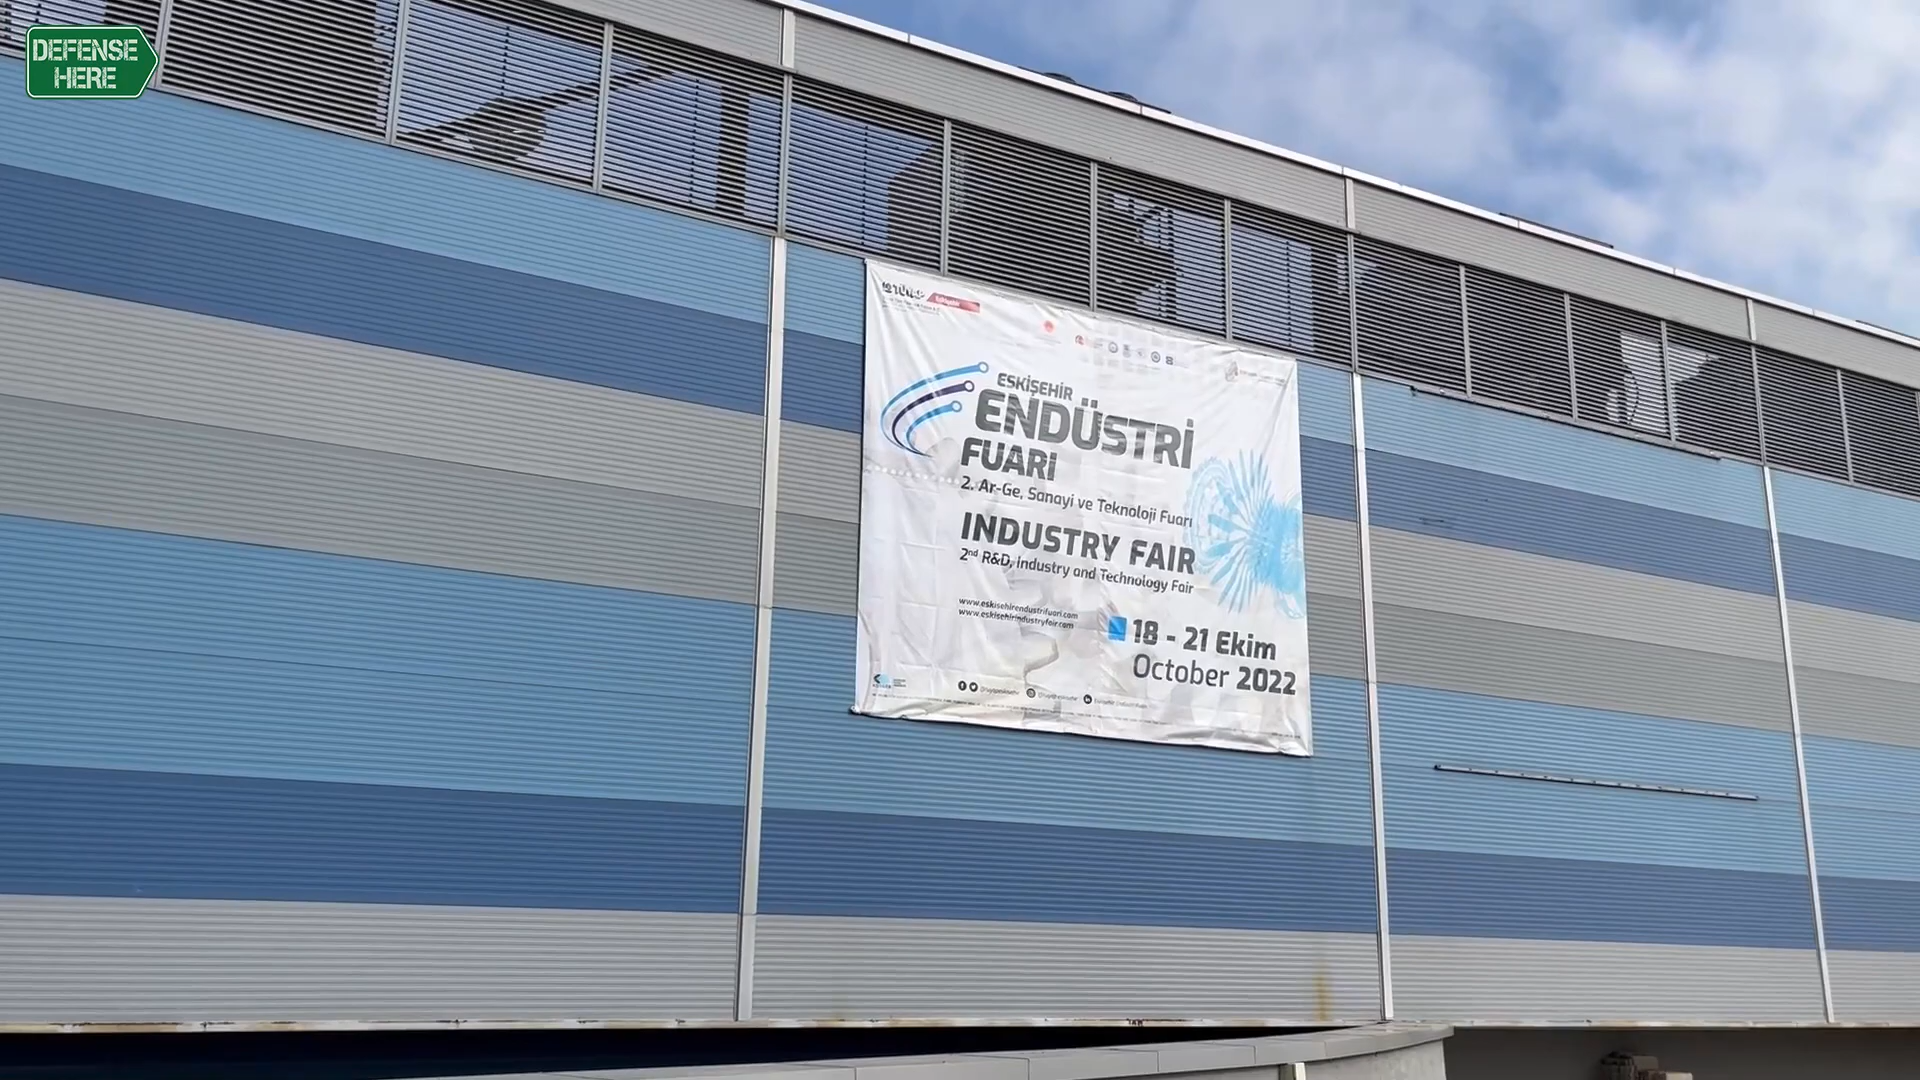 DEFENSE
HERE
TÜYAP
Eskişehir
ESKİŞEHİR
ENDÜSTRİ
FUARI
2. Ar-Ge, Sanayi ve Teknoloji Fuarı
INDUSTRY FAIR
2nd R&D, Industry and Technology Fair
www.eskisehirendustrifuari.com
www.eskisehirindustryfair.com
18 - 21 Ekim
October 2022